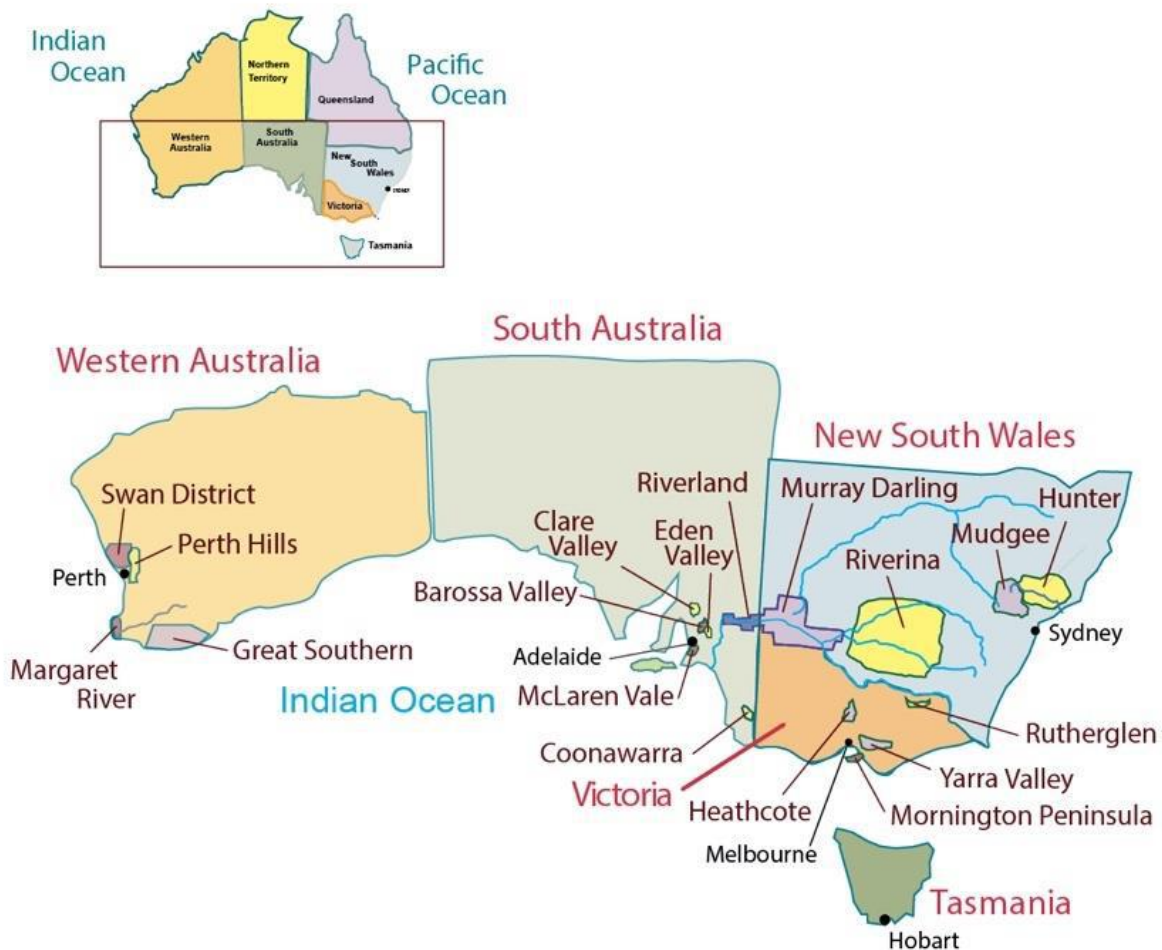 Indian
Ocean
Pacific
Ocean
Northern
Territory
Queensland
Western
Australia
South
Australia
New
South
Wales
SYDNEY
Victoria
Tasmania
South Australia
Western Australia
New South Wales
Swan District
Perth Hills
Perth
Margaret
River
Great Southern
Indian Ocean
Riverland
Clare
Valley
Eden
Valley
Barossa Valley
Adelaide
McLaren Vale
Coonawarra
Murray Darling
Hunter
Mudgee
Riverina
Sydney
Victoria
Heathcote
Melbourne
Rutherglen
Yarra Valley
Mornington Peninsula
Tasmania
Hobart